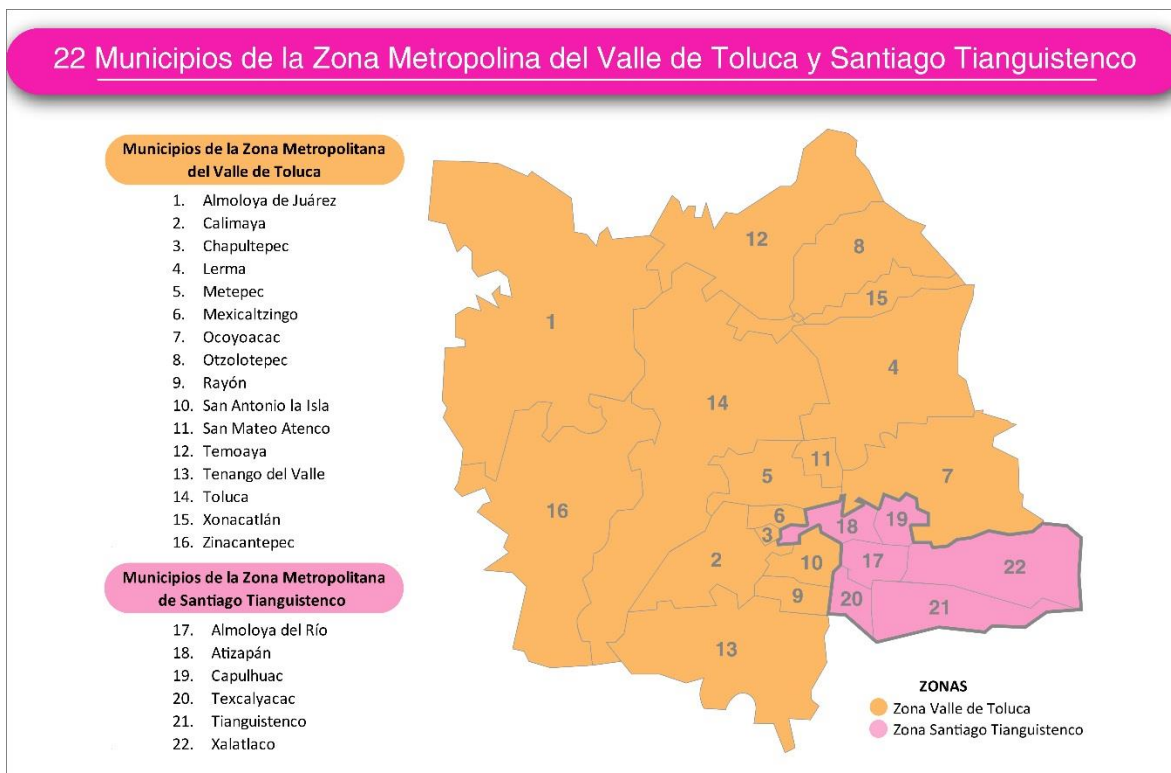 22 Municipios de la Zona Metropolina del Valle de Toluca y Santiago Tianguistenco
Municipios de la Zona Metropolitana
del Valle de Toluca
1. Almoloya de Juárez
2. Calimaya
3. Chapultepec
4. Lerma
5. Metepec
6. Mexicaltzingo
7. Ocoyoacac
8. Otzolotepec
9. Rayón
10. San Antonio la Isla
11. San Mateo Atenco
12. Temoaya
13. Tenango del Valle
14. Toluca
15. Xonacatlán
16. Zinacantepec
Municipios de la Zona Metropolitana
de Santiago Tianguistenco
17. Almoloya del Río
18. Atizapán
19. Capulhuac
20. Texcalyacac
21. Tianguistenco
22. Xalatlaco
12
8
15
1
4
14
11
5
7
16
6
19
18
3
2
10
17
22
9
20
21
13
ZONAS
Zona Valle de Toluca
Zona Santiago Tianguistenco